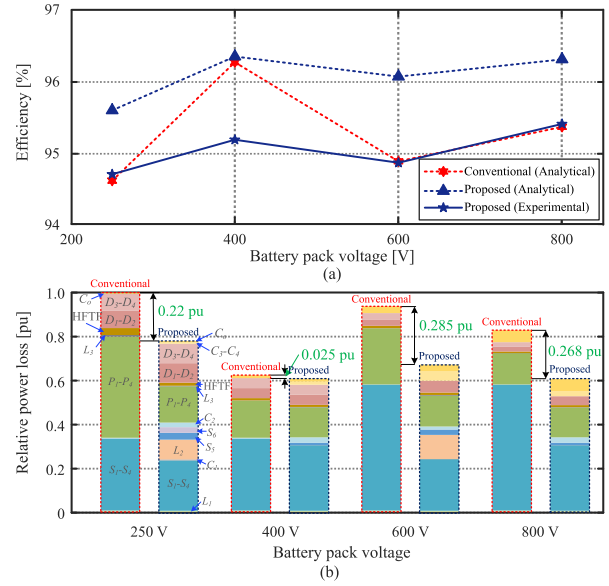 97
96
95
94
Efficiency [%]
Conventional (Analytical)
Proposed (Analytical)
Proposed (Experimental)
200 400 600 800
Battery pack voltage [V]
(a)
1.0
0.8
0.6
0.4
0.2
0
Relative power loss [pu]
Conventional
Cₒ
D₃-D₄
HFTF
D₁-D₂
L₃
P₁-P₄
S₁-S₄
0.22 pu
Proposed
Cₒ
D₃-D₄
C₃-C₄
D₁-D₂
HFTF
P₁-P₄
L₃
C₂
S₆
S₅
L₂
C₁
S₁-S₄
L₁
Conventional
0.025 pu
Proposed
Conventional
0.285 pu
Proposed
Conventional
0.268 pu
Proposed
250 V 400 V 600 V 800 V
Battery pack voltage
(b)